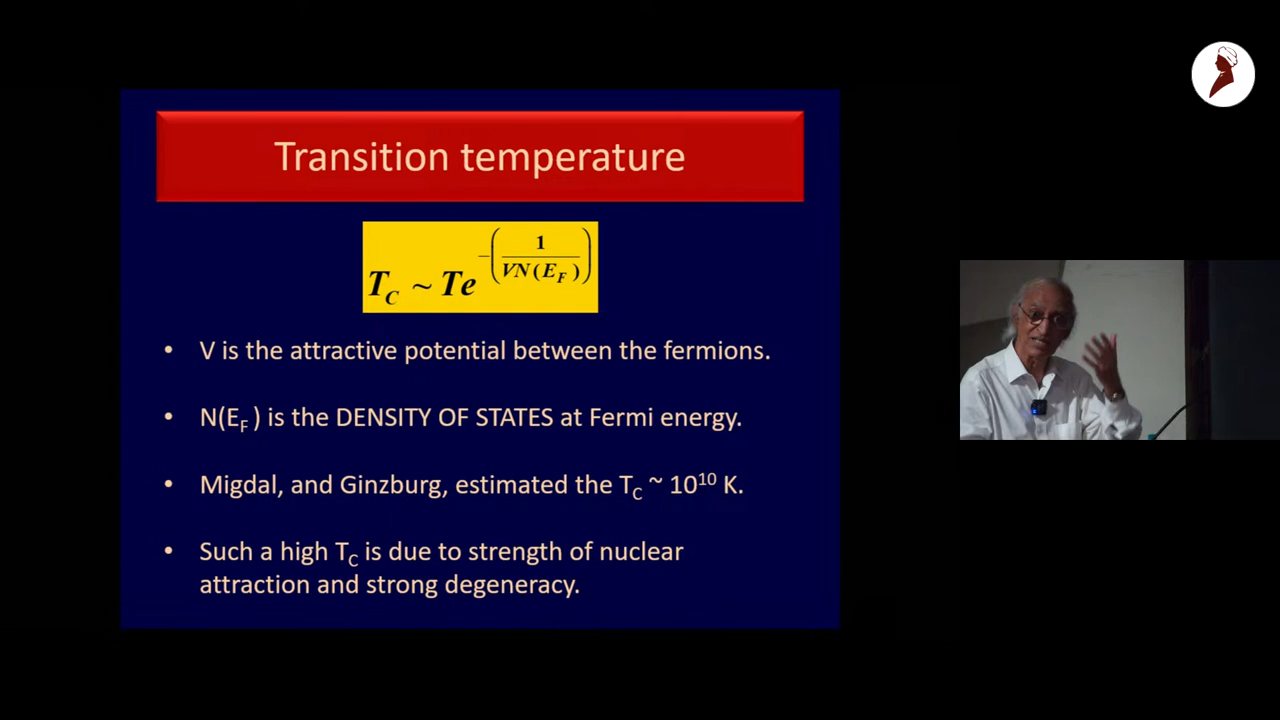 Transition temperature
T_C ~ Te^{-(1/VN(E_F))}
• V is the attractive potential between the fermions.
• N(E_F ) is the DENSITY OF STATES at Fermi energy.
• Migdal, and Ginzburg, estimated the T_C ~ 10^10 K.
• Such a high T_C is due to strength of nuclear
attraction and strong degeneracy.